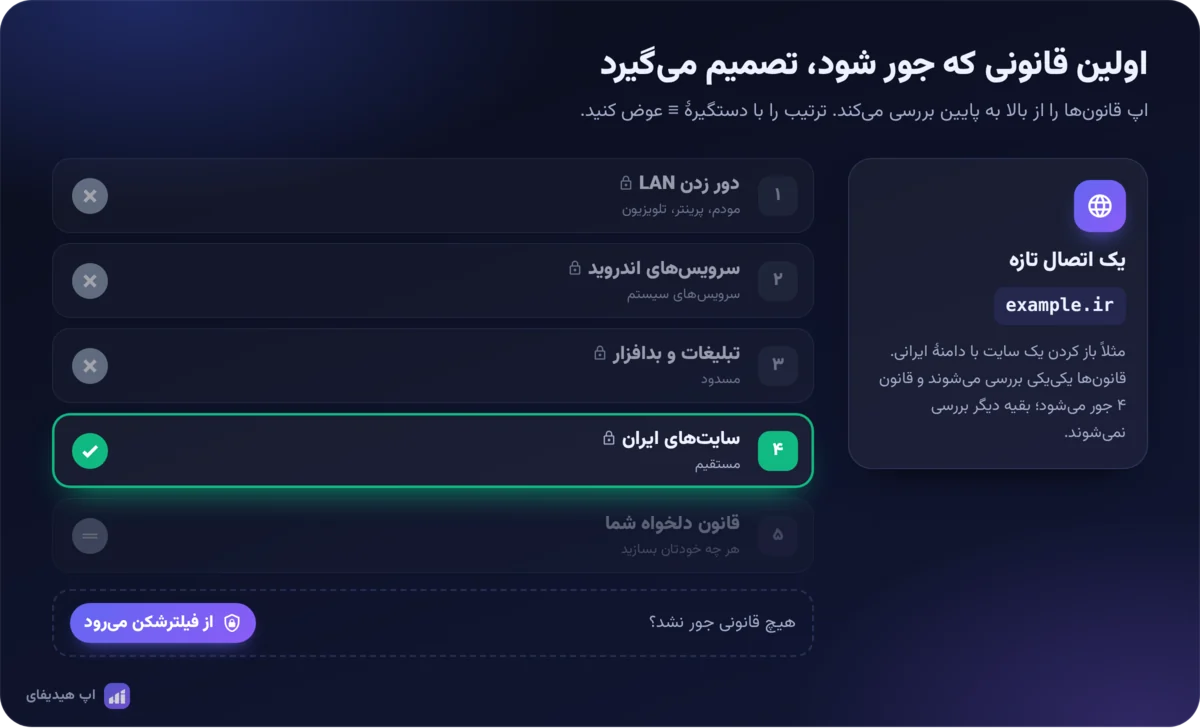 اولین قانونی که جور شود، تصمیم می‌گیرد
اپ قانون‌ها را از بالا به پایین بررسی می‌کند. ترتیب را با دستگیرهٔ ≡ عوض کنید.
یک اتصال تازه
example.ir
مثلاً باز کردن یک سایت با دامنهٔ ایرانی.
قانون‌ها یکی‌یکی بررسی می‌شوند و قانون
۴ جور می‌شود؛ بقیه دیگر بررسی
نمی‌شوند.
۱
دور زدن LAN
مودم، پرینتر، تلویزیون
۲
سرویس‌های اندروید
سرویس‌های سیستم
۳
تبلیغات و بدافزار
مسدود
۴
سایت‌های ایران
مستقیم
۵
قانون دلخواه شما
هر چه خودتان بسازید
هیچ قانونی جور نشد؟
از فیلترشکن می‌رود
اپ هیدیفای